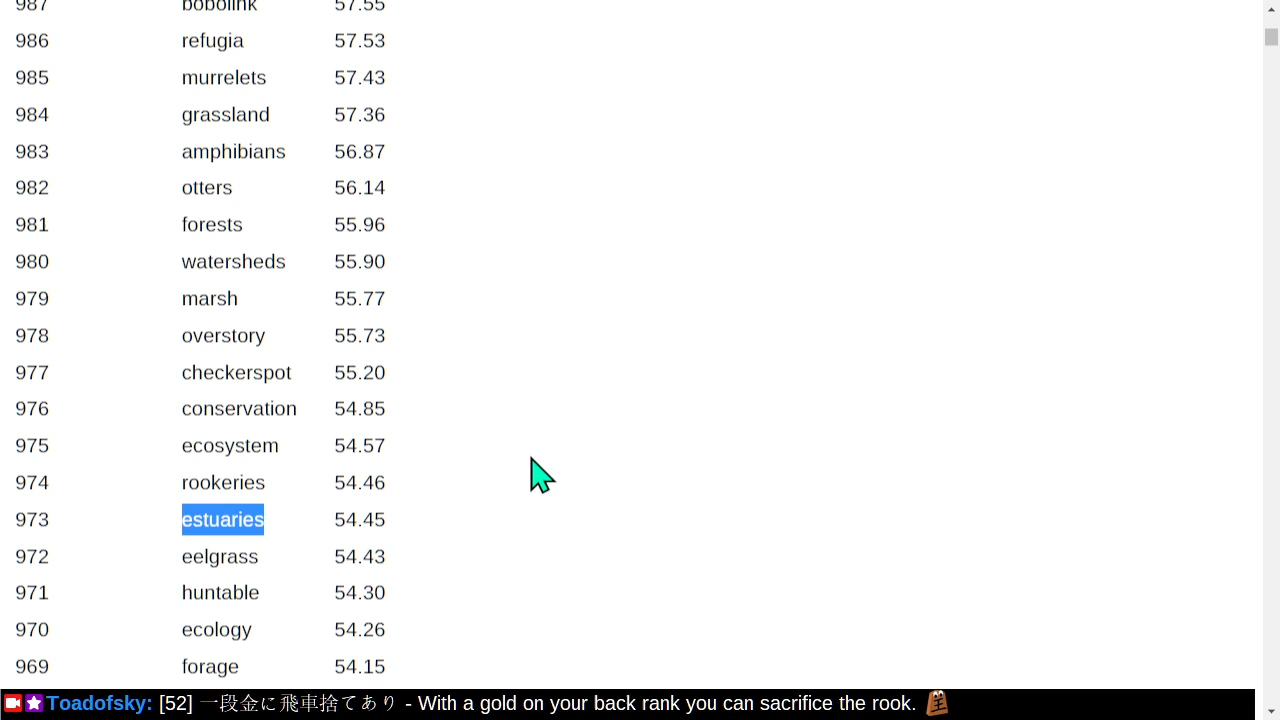 987 bobolink 57.55
986 refugia 57.53
985 murrelets 57.43
984 grassland 57.36
983 amphibians 56.87
982 otters 56.14
981 forests 55.96
980 watersheds 55.90
979 marsh 55.77
978 overstory 55.73
977 checkerspot 55.20
976 conservation 54.85
975 ecosystem 54.57
974 rookeries 54.46
973 estuaries 54.45
972 eelgrass 54.43
971 huntable 54.30
970 ecology 54.26
969 forage 54.15
Toadofsky: [52] 一段金に飛車捨てあり - With a gold on your back rank you can sacrifice the rook. 王